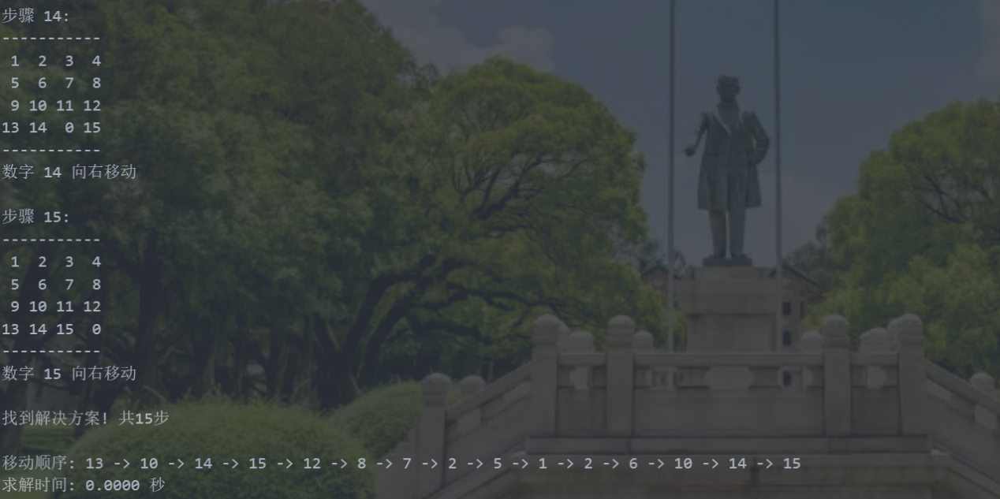 步骤 14:
-----------
 1  2  3  4
 5  6  7  8
 9 10 11 12
13 14  0 15
-----------
数字 14 向右移动
步骤 15:
-----------
 1  2  3  4
 5  6  7  8
 9 10 11 12
13 14 15  0
-----------
数字 15 向右移动
找到解决方案! 共15步
移动顺序: 13 -> 10 -> 14 -> 15 -> 12 -> 8 -> 7 -> 2 -> 5 -> 1 -> 2 -> 6 -> 10 -> 14 -> 15
求解时间: 0.0000 秒